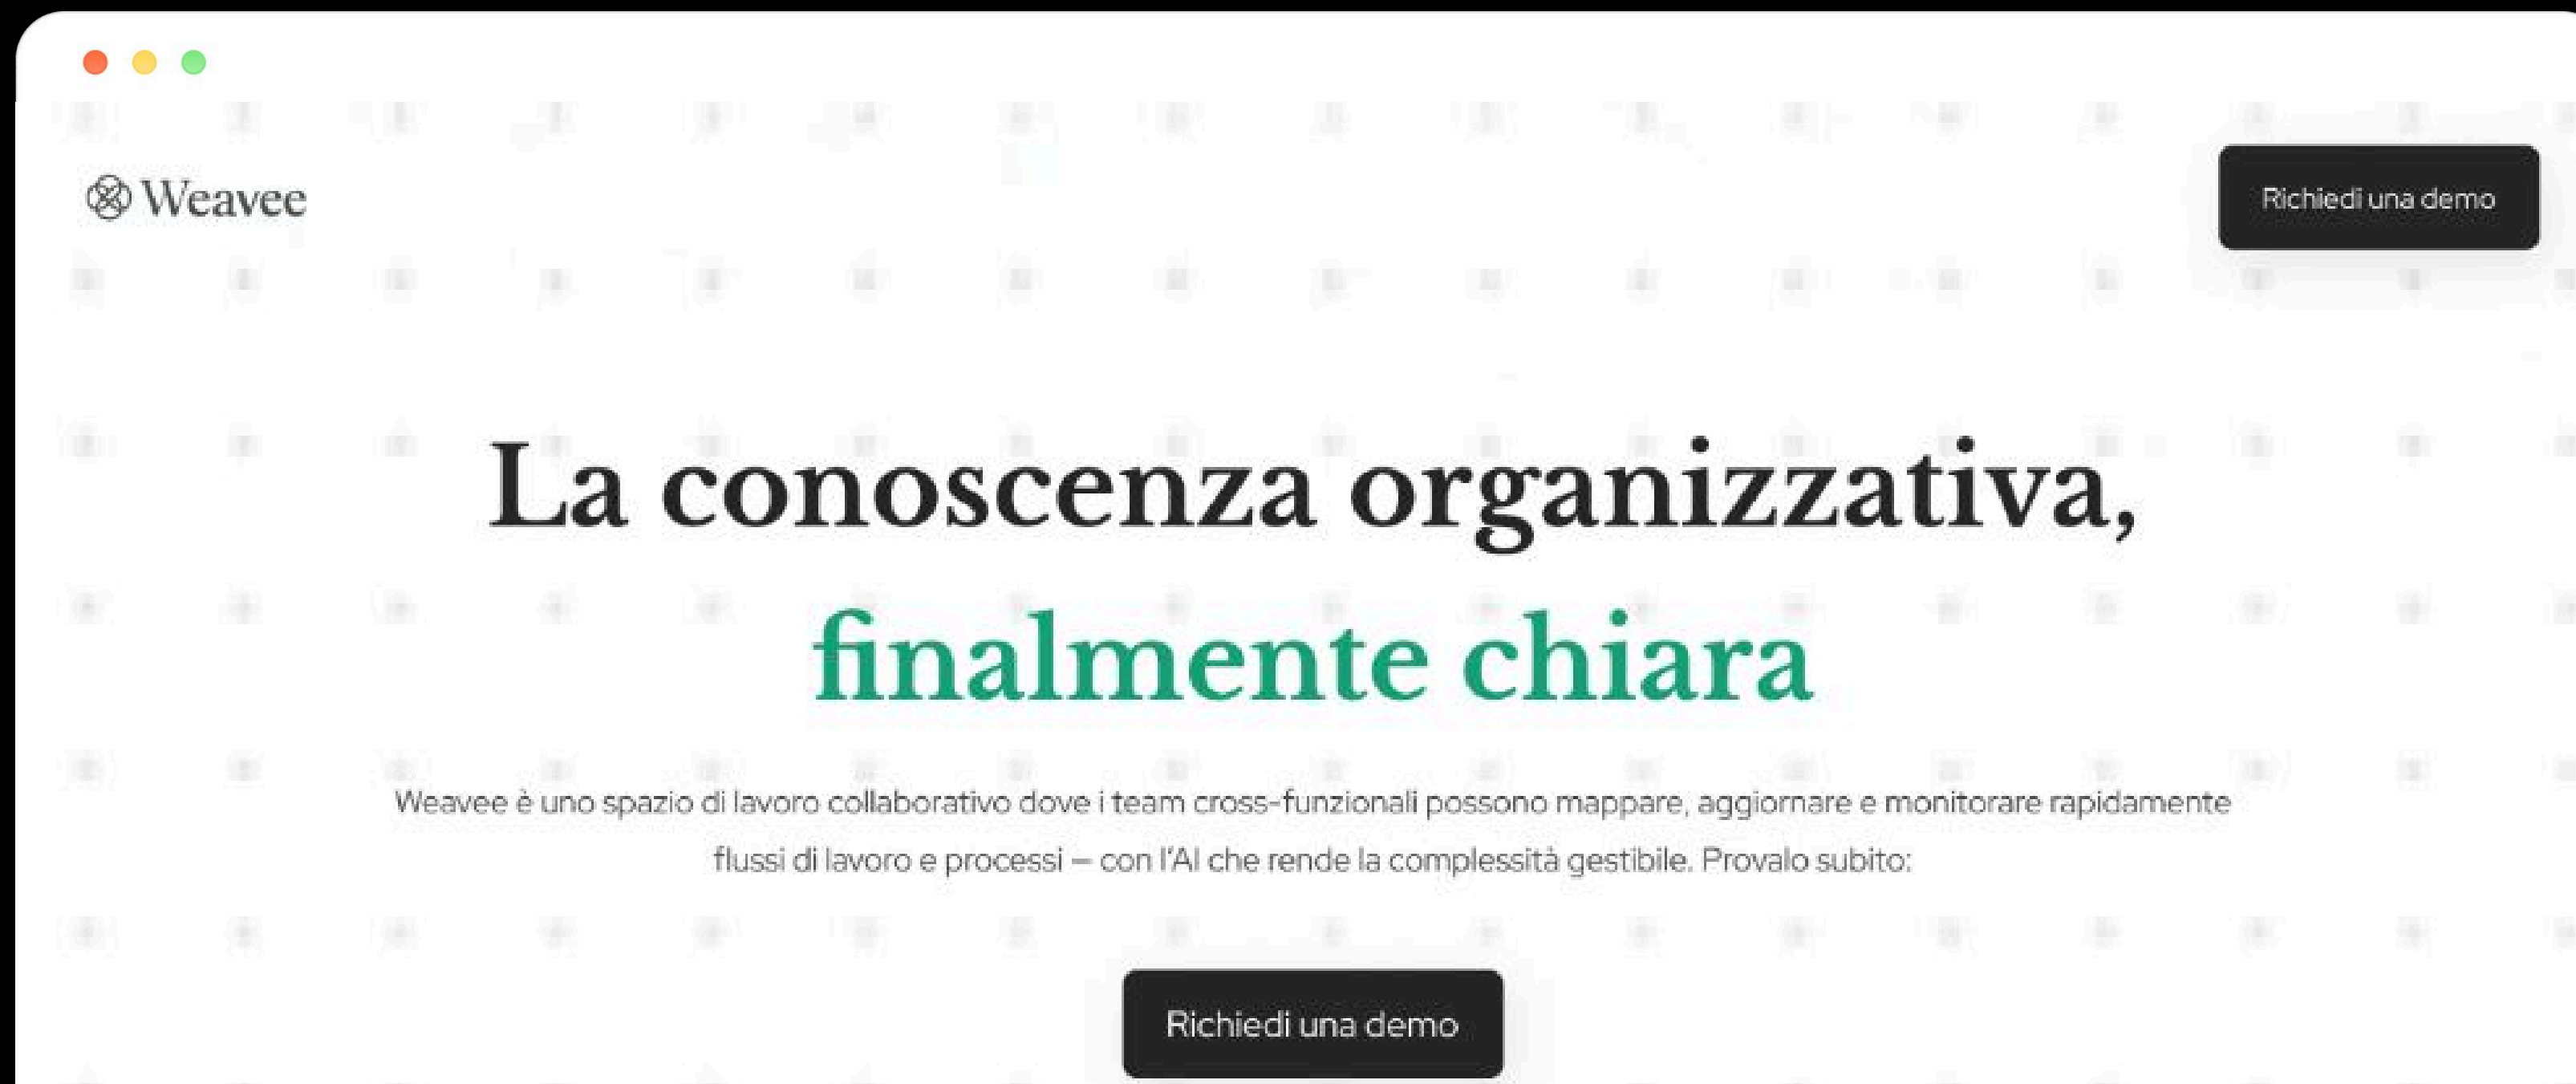 Weavee
Richiedi una demo
La conoscenza organizzativa,
finalmente chiara
Weavee è uno spazio di lavoro collaborativo dove i team cross-funzionali possono mappare, aggiornare e monitorare rapidamente
flussi di lavoro e processi – con l'AI che rende la complessità gestibile. Provalo subito:
Richiedi una demo